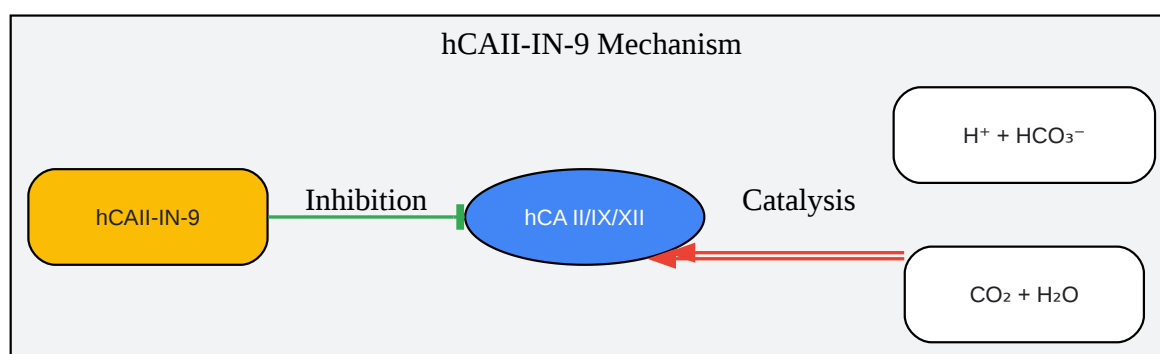 hCAII-IN-9 Mechanism
H⁺ + HCO₃⁻
hCAII-IN-9
Inhibition
hCA II/IX/XII
Catalysis
CO₂ + H₂O